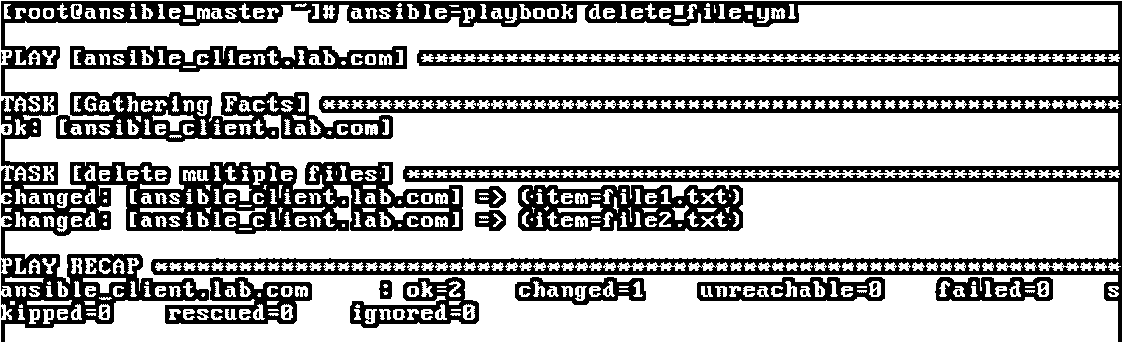 [root@ansible_master ~]# ansible-playbook delete_file.yml
PLAY [ansible_client.lab.com] **************************************************
TASK [Gathering Facts] *********************************************************
ok: [ansible_client.lab.com]
TASK [delete multiple files] ***************************************************
changed: [ansible_client.lab.com] => (item=file1.txt)
changed: [ansible_client.lab.com] => (item=file2.txt)
PLAY RECAP *********************************************************************
ansible_client.lab.com     : ok=2    changed=1    unreachable=0    failed=0    s
kipped=0    rescued=0    ignored=0